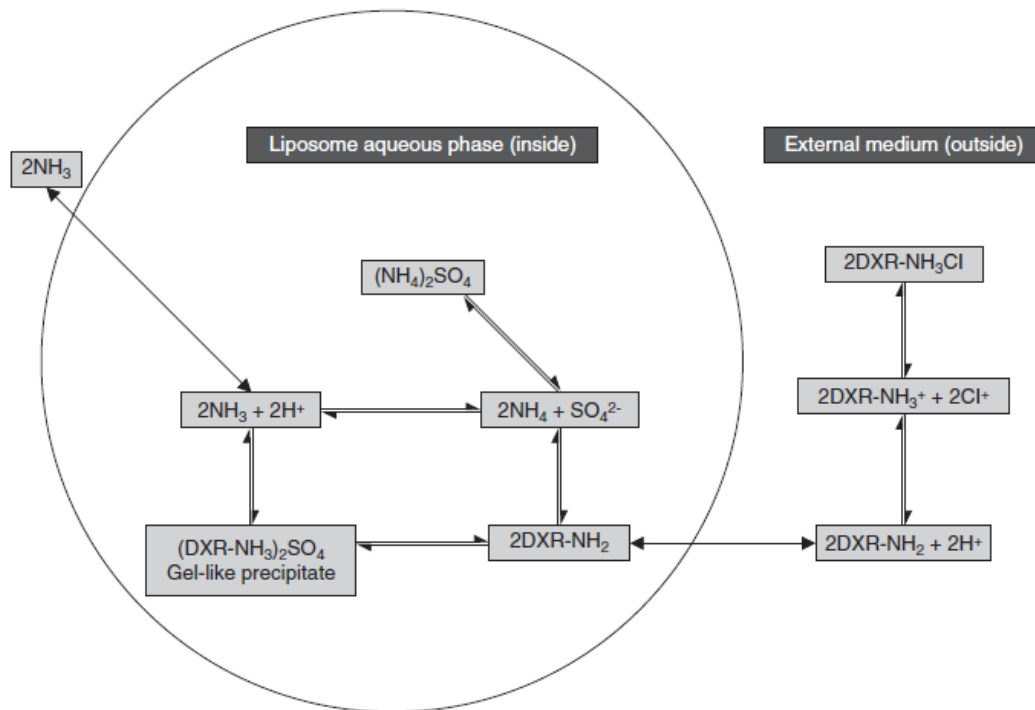 Liposome aqueous phase (inside)
External medium (outside)
2NH₃
(NH₄)₂SO₄
2DXR-NH₃Cl
2NH₃ + 2H⁺
2NH₄ + SO₄²⁻
2DXR-NH₃⁺ + 2Cl⁺
(DXR-NH₃)₂SO₄
Gel-like precipitate
2DXR-NH₂
2DXR-NH₂ + 2H⁺